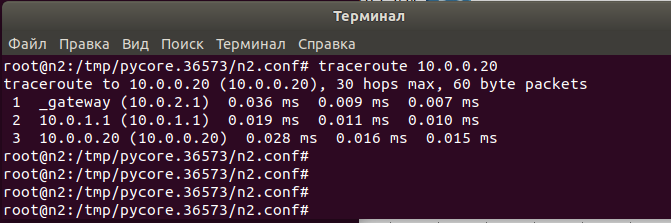 Терминал
Файл Правка Вид Поиск Терминал Справка
root@n2:/tmp/pycore.36573/n2.conf# traceroute 10.0.0.20
traceroute to 10.0.0.20 (10.0.0.20), 30 hops max, 60 byte packets
 1  _gateway (10.0.2.1)  0.036 ms  0.009 ms  0.007 ms
 2  10.0.1.1 (10.0.1.1)  0.019 ms  0.011 ms  0.010 ms
 3  10.0.0.20 (10.0.0.20)  0.028 ms  0.016 ms  0.015 ms
root@n2:/tmp/pycore.36573/n2.conf#
root@n2:/tmp/pycore.36573/n2.conf#
root@n2:/tmp/pycore.36573/n2.conf#
root@n2:/tmp/pycore.36573/n2.conf#